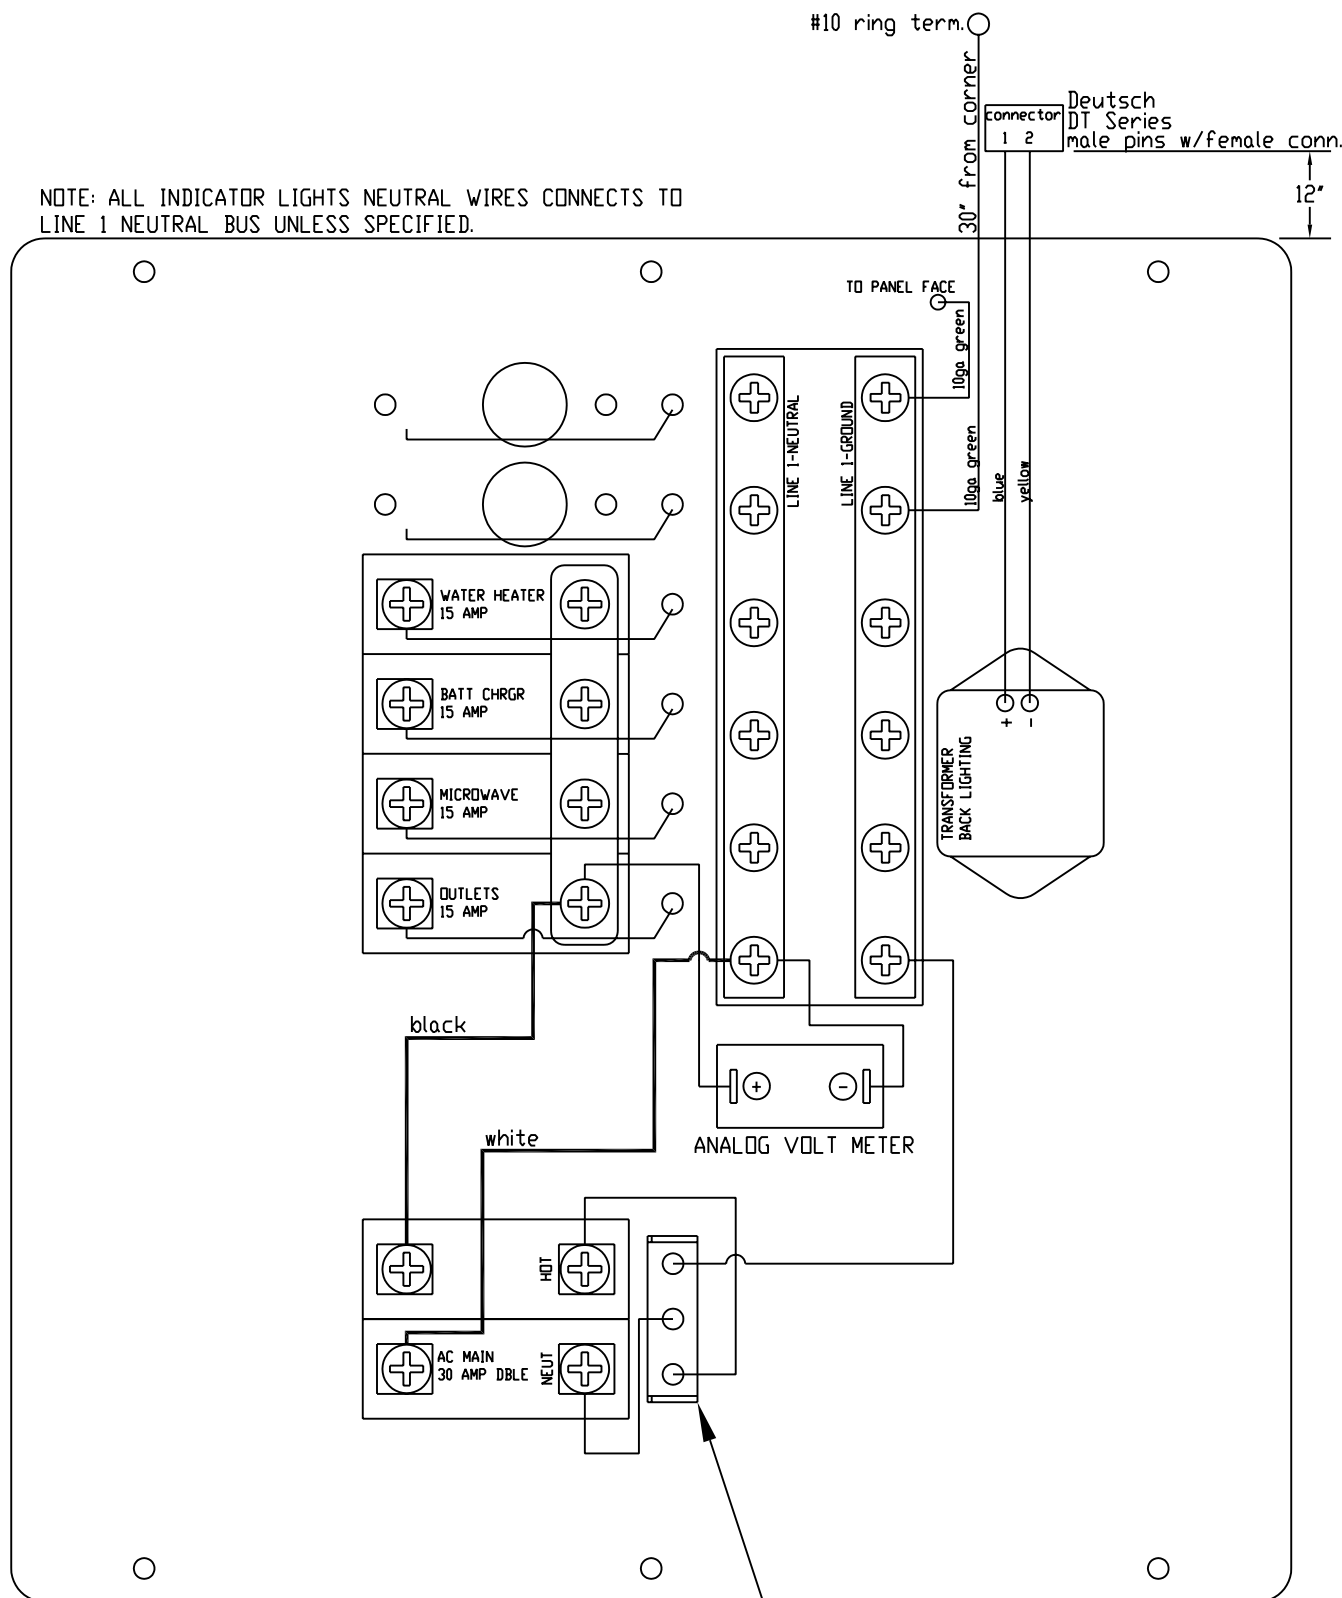 #10 ring term.
30" from corner
connector
1 2
Deutsch
DT Series
male pins w/female conn.
12"
NOTE: ALL INDICATOR LIGHTS NEUTRAL WIRES CONNECTS TO
LINE 1 NEUTRAL BUS UNLESS SPECIFIED.
TO PANEL FACE
10ga green
LINE 1-NEUTRAL
LINE 1-GROUND
10ga green
blue
yellow
WATER HEATER
15 AMP
BATT CHRGR
15 AMP
MICROWAVE
15 AMP
OUTLETS
15 AMP
+ -
TRANSFORMER
BACK LIGHTING
black
+ -
ANALOG VOLT METER
white
HOT
AC MAIN
30 AMP DBLE
NEUT